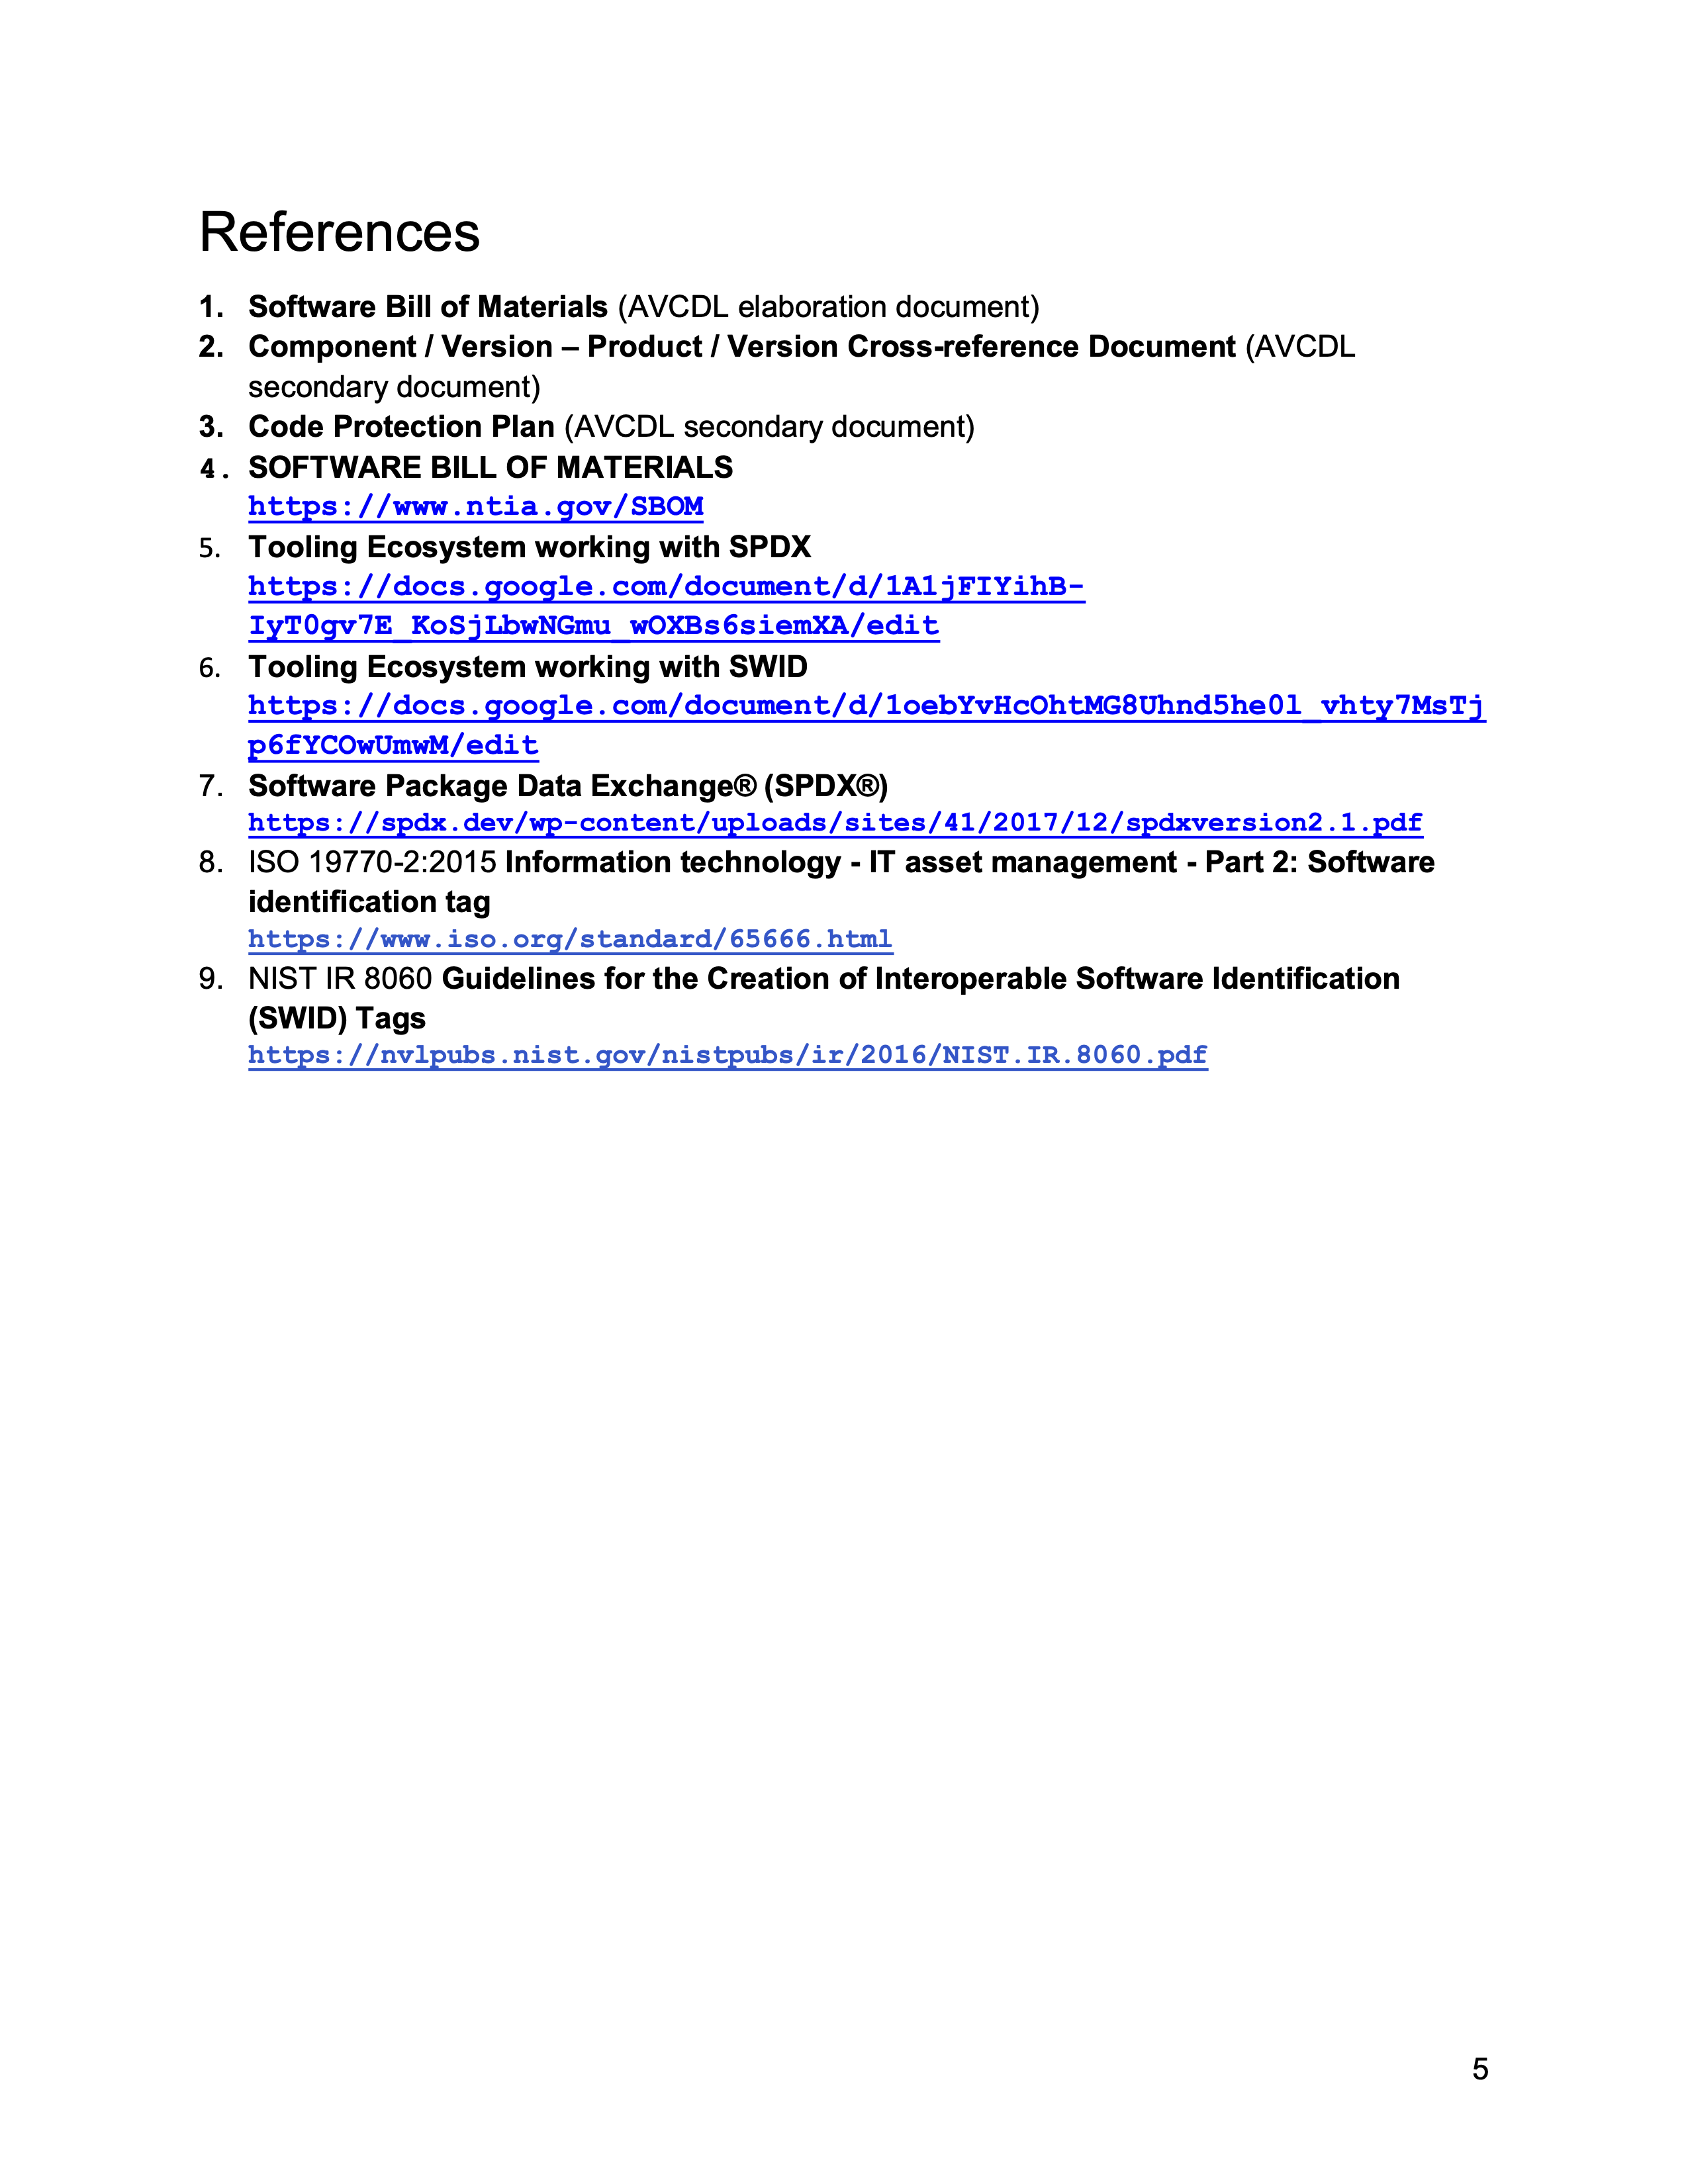 References
1. Software Bill of Materials (AVCDL elaboration document)
2. Component / Version – Product / Version Cross-reference Document (AVCDL
secondary document)
3. Code Protection Plan (AVCDL secondary document)
4. SOFTWARE BILL OF MATERIALS
https://www.ntia.gov/SBOM
5. Tooling Ecosystem working with SPDX
https://docs.google.com/document/d/1A1jFIYihB-
IyT0gv7E_KoSjLbwNGmu_wOXBs6siemXA/edit
6. Tooling Ecosystem working with SWID
https://docs.google.com/document/d/1oebYvHcOhtMG8Uhnd5he0l_vhty7MsTj
p6fYCOwUmwM/edit
7. Software Package Data Exchange® (SPDX®)
https://spdx.dev/wp-content/uploads/sites/41/2017/12/spdxversion2.1.pdf
8. ISO 19770-2:2015 Information technology - IT asset management - Part 2: Software
identification tag
https://www.iso.org/standard/65666.html
9. NIST IR 8060 Guidelines for the Creation of Interoperable Software Identification
(SWID) Tags
https://nvlpubs.nist.gov/nistpubs/ir/2016/NIST.IR.8060.pdf
5